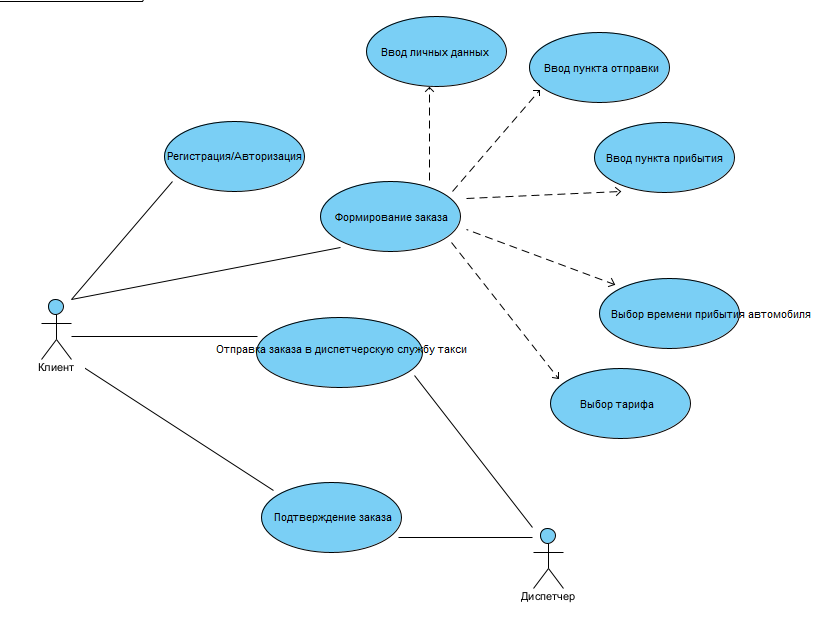 Ввод личных данных
Ввод пункта отправки
Регистрация/Авторизация
Ввод пункта прибытия
Формирование заказа
Выбор времени прибытия автомобиля
Отправка заказа в диспетчерскую службу такси
Клиент
Выбор тарифа
Подтверждение заказа
Диспетчер